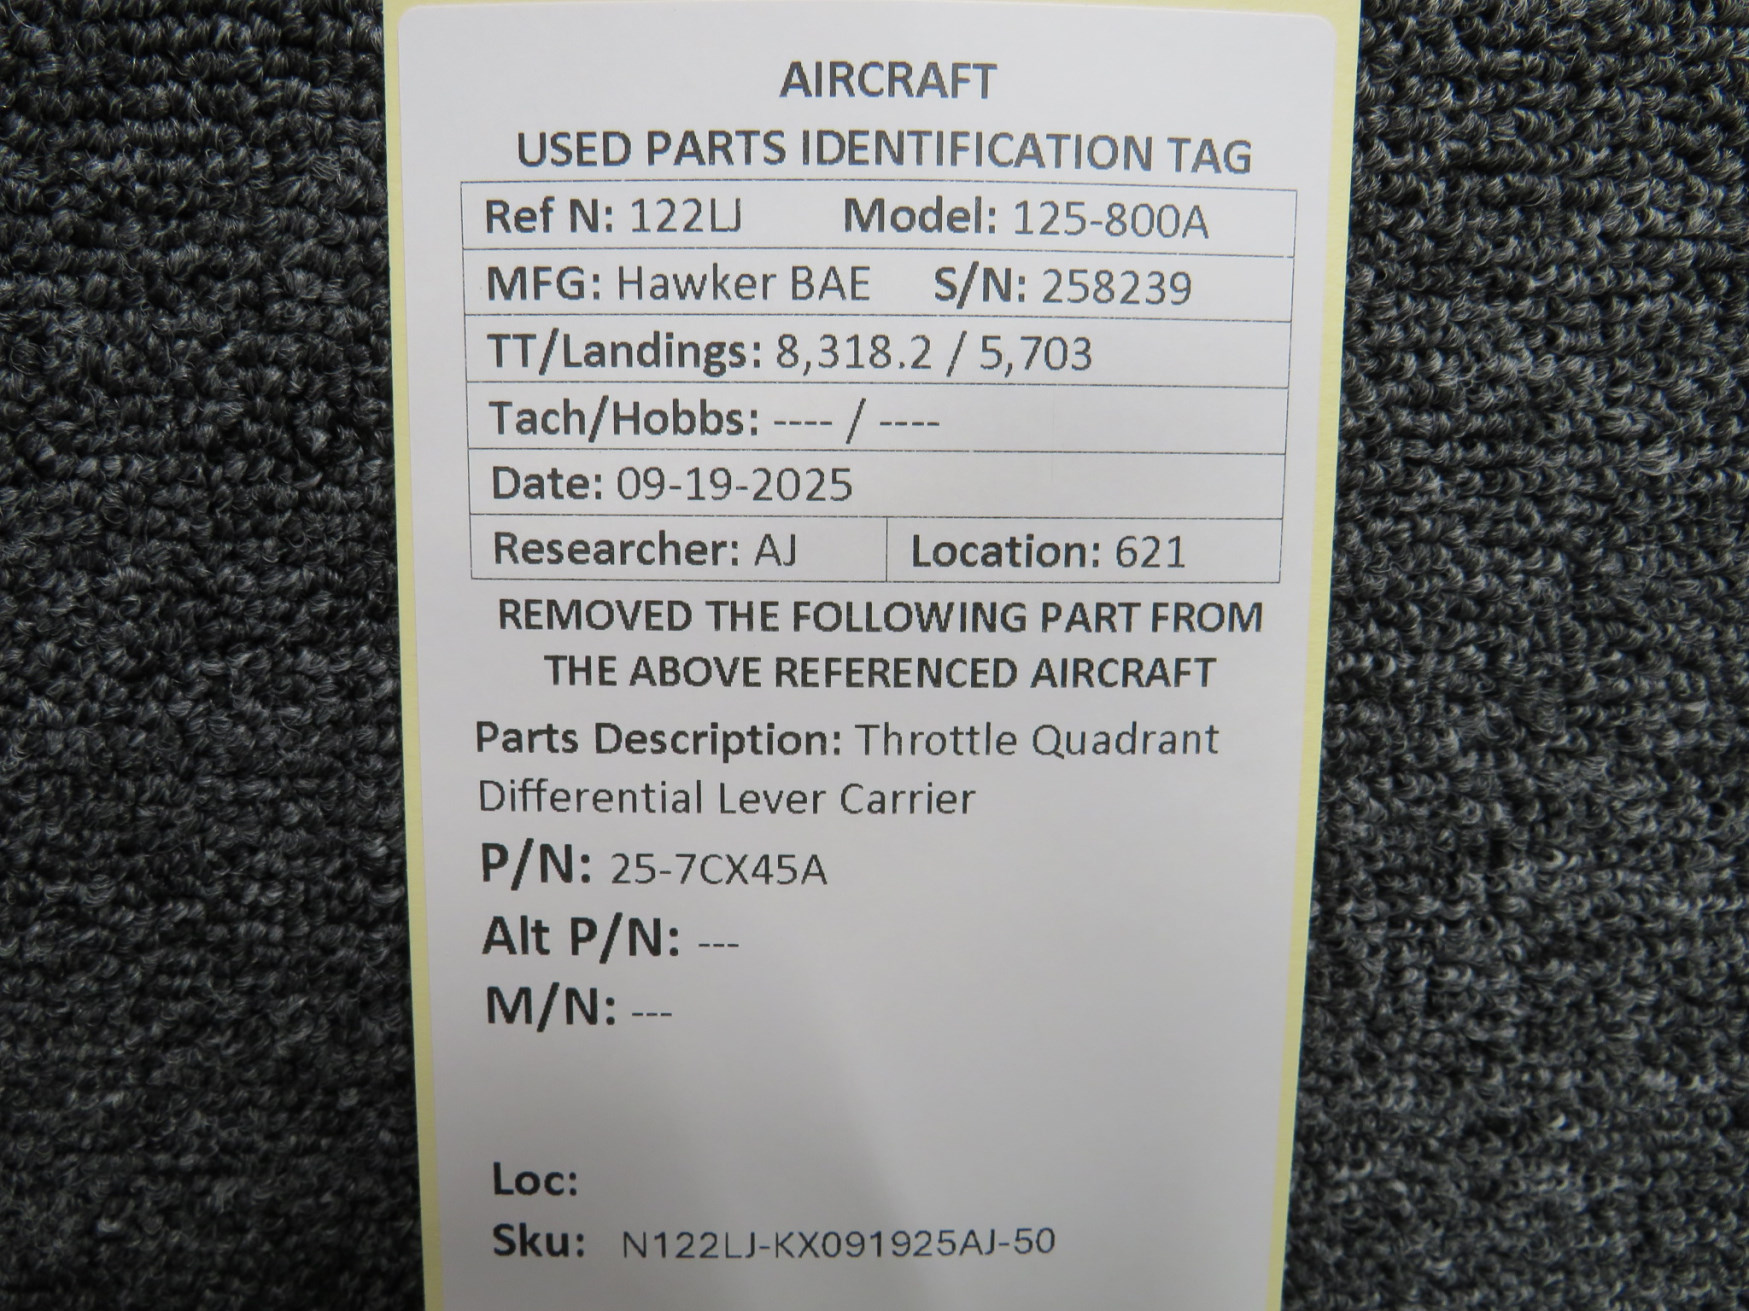 AIRCRAFT
USED PARTS IDENTIFICATION TAG
Ref N: 122LJ Model: 125-800A
MFG: Hawker BAE S/N: 258239
TT/Landings: 8,318.2 / 5,703
Tach/Hobbs: ---- / ----
Date: 09-19-2025
Researcher: AJ Location: 621
REMOVED THE FOLLOWING PART FROM
THE ABOVE REFERENCED AIRCRAFT
Parts Description: Throttle Quadrant
Differential Lever Carrier
P/N: 25-7CX45A
Alt P/N: ---
M/N: ---
Loc:
Sku: N122LJ-KX091925AJ-50